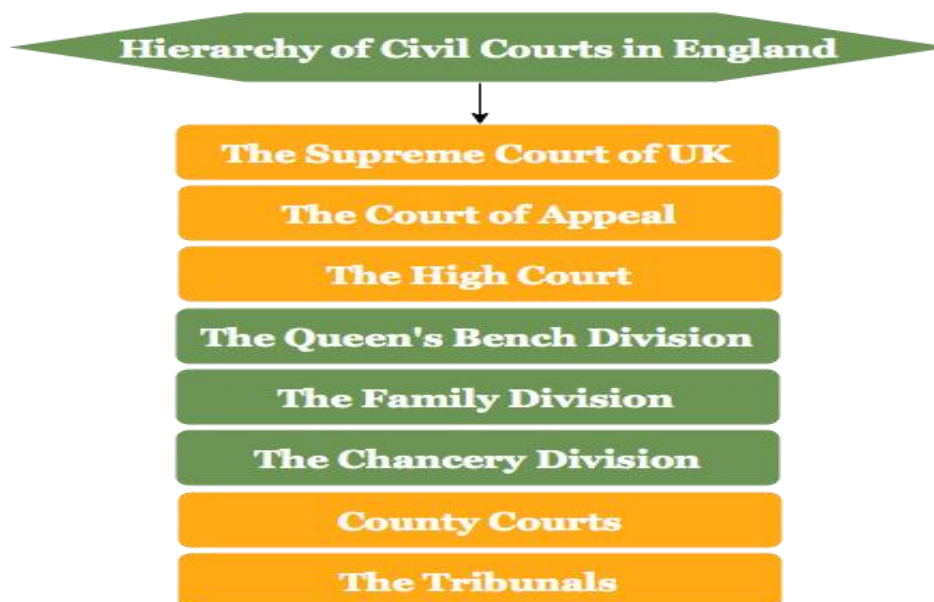 Hierarchy of Civil Courts in England
The Supreme Court of UK
The Court of Appeal
The High Court
The Queen's Bench Division
The Family Division
The Chancery Division
County Courts
The Tribunals